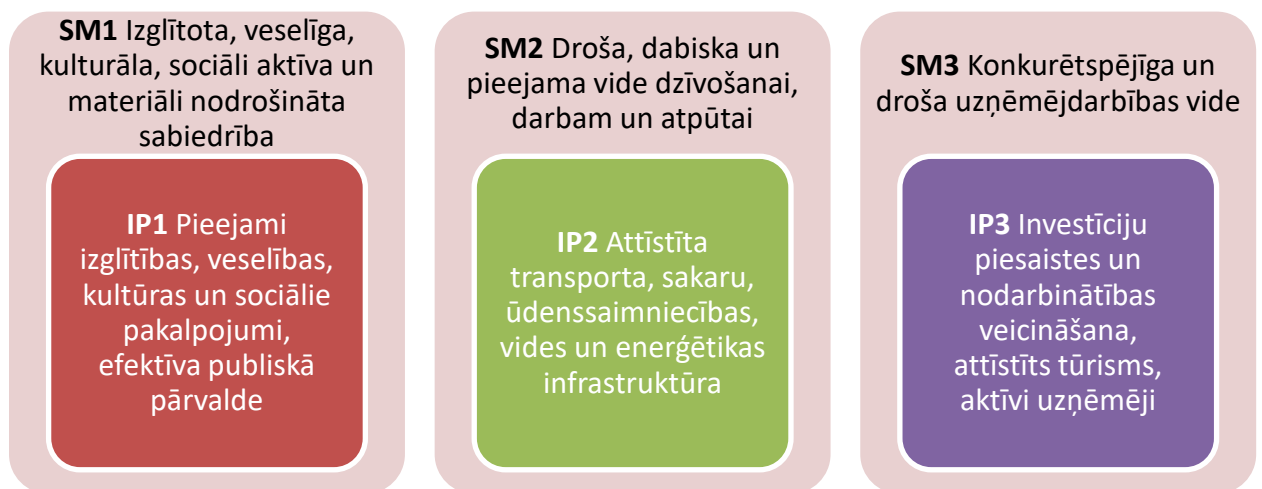 SM1 Izglītota, veselīga,
kulturāla, sociāli aktīva un
materiāli nodrošināta
sabiedrība
IP1 Pieejami
izglītības, veselības,
kultūras un sociālie
pakalpojumi,
efektīva publiskā
pārvalde
SM2 Droša, dabiska un
pieejama vide dzīvošanai,
darbam un atpūtai
IP2 Attīstīta
transporta, sakaru,
ūdenssaimniecības,
vides un enerģētikas
infrastruktūra
SM3 Konkurētspējīga un
droša uzņēmējdarbības vide
IP3 Investīciju
piesaistes un
nodarbinātības
veicināšana,
attīstīts tūrisms,
aktīvi uzņēmēji